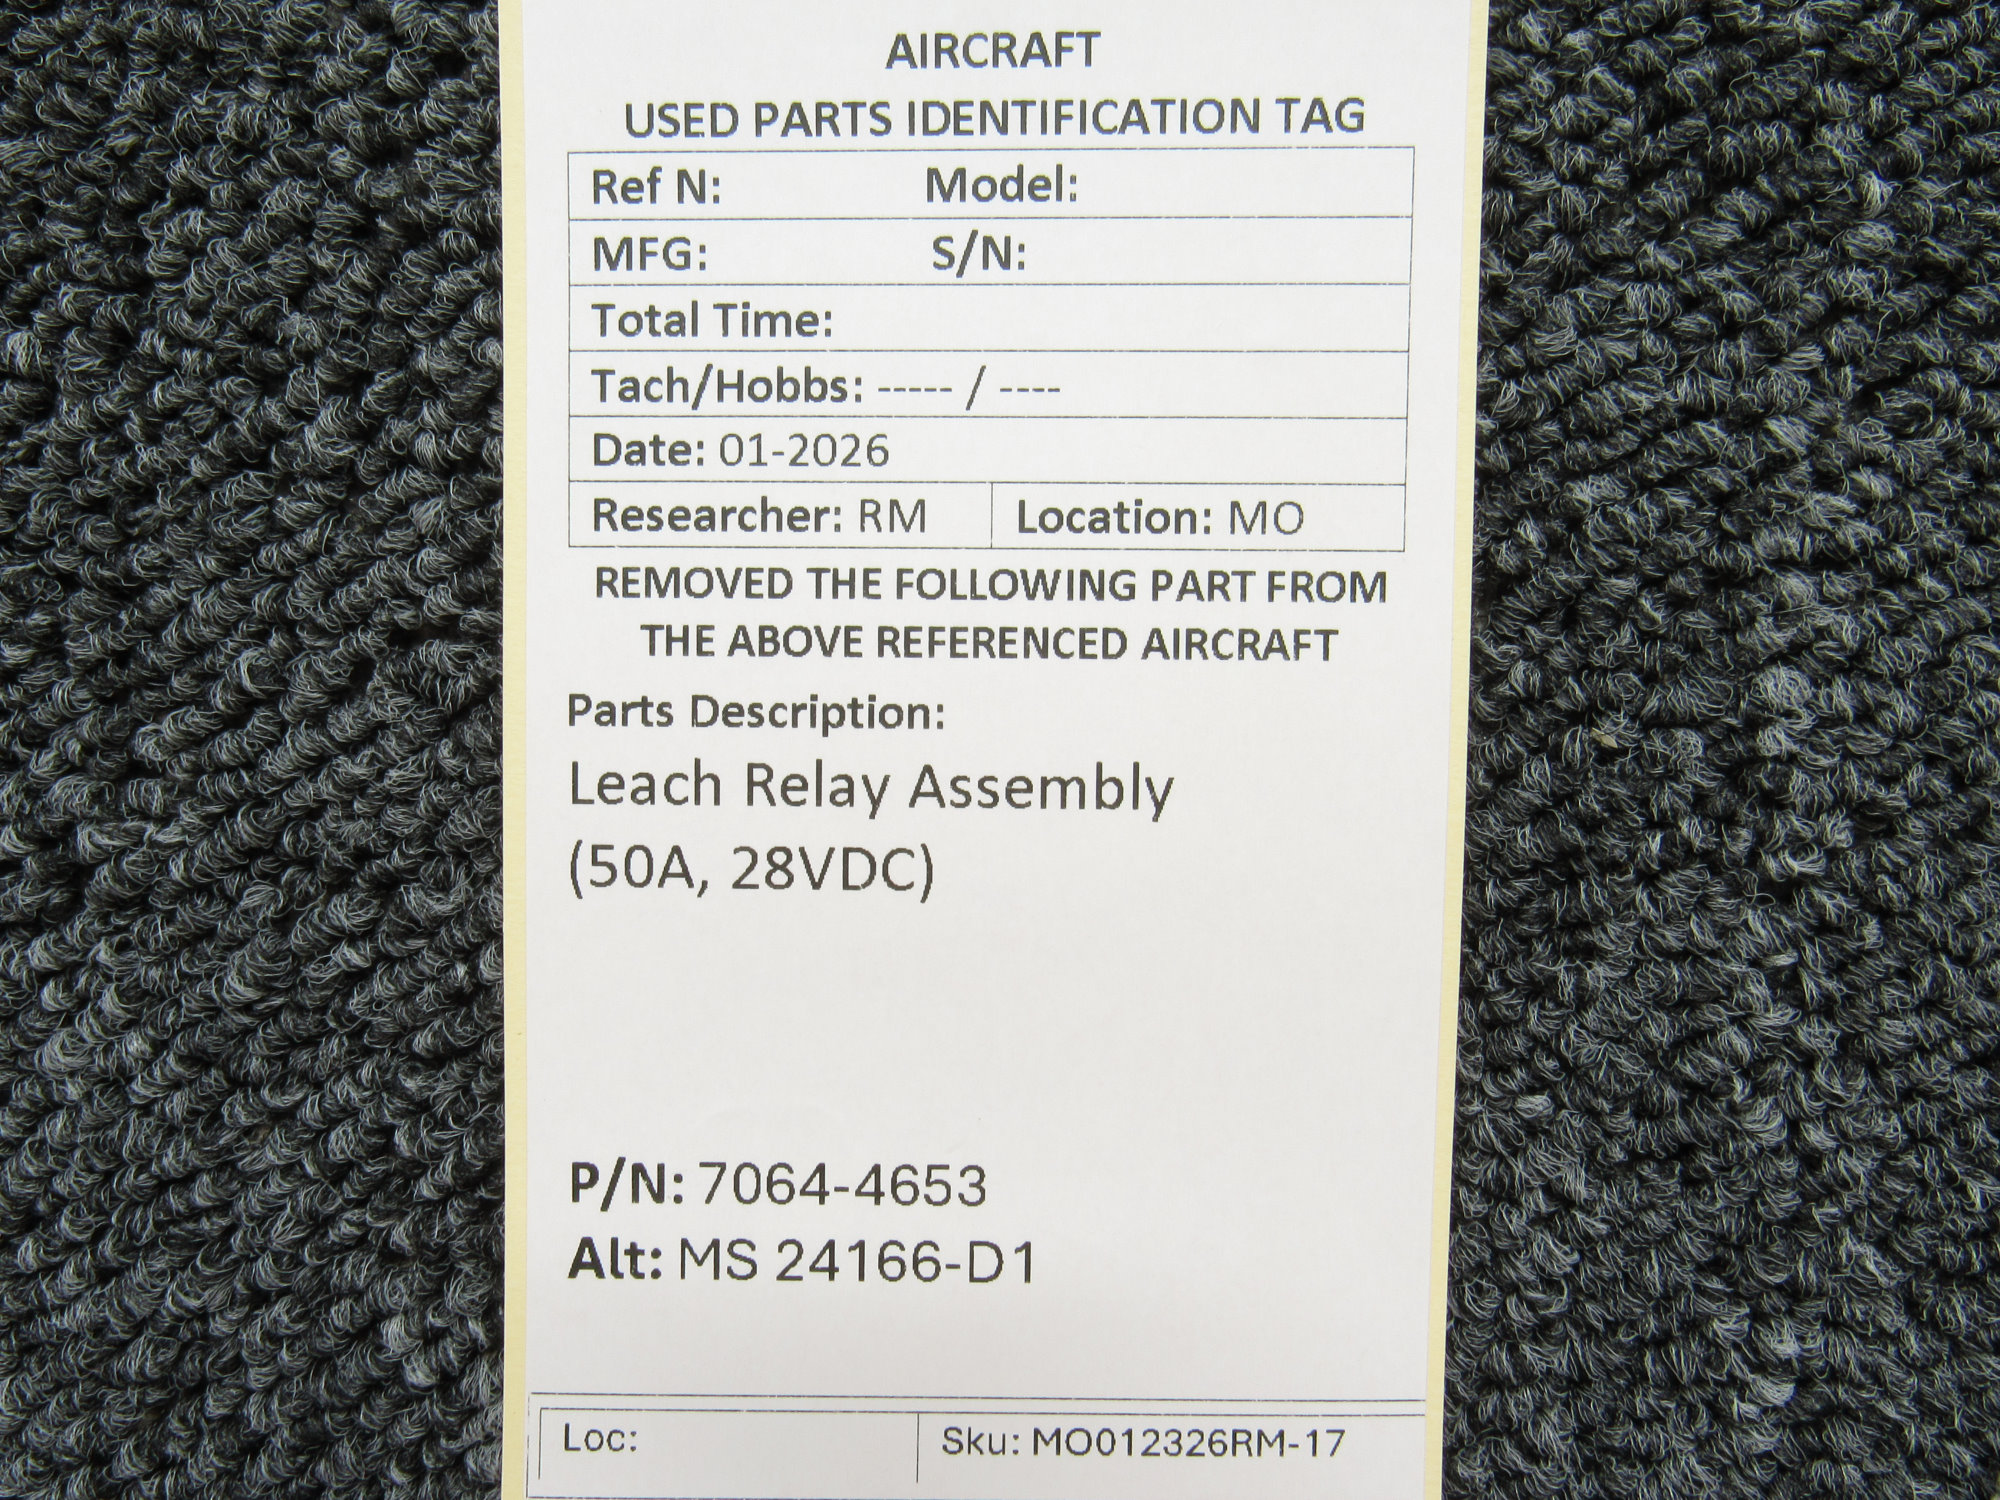 AIRCRAFT
USED PARTS IDENTIFICATION TAG
Ref N: Model:
MFG: S/N:
Total Time:
Tach/Hobbs: ----- / ----
Date: 01-2026
Researcher: RM Location: MO
REMOVED THE FOLLOWING PART FROM
THE ABOVE REFERENCED AIRCRAFT
Parts Description:
Leach Relay Assembly
(50A, 28VDC)
P/N: 7064-4653
Alt: MS 24166-D1
Loc: Sku: MO012326RM-17